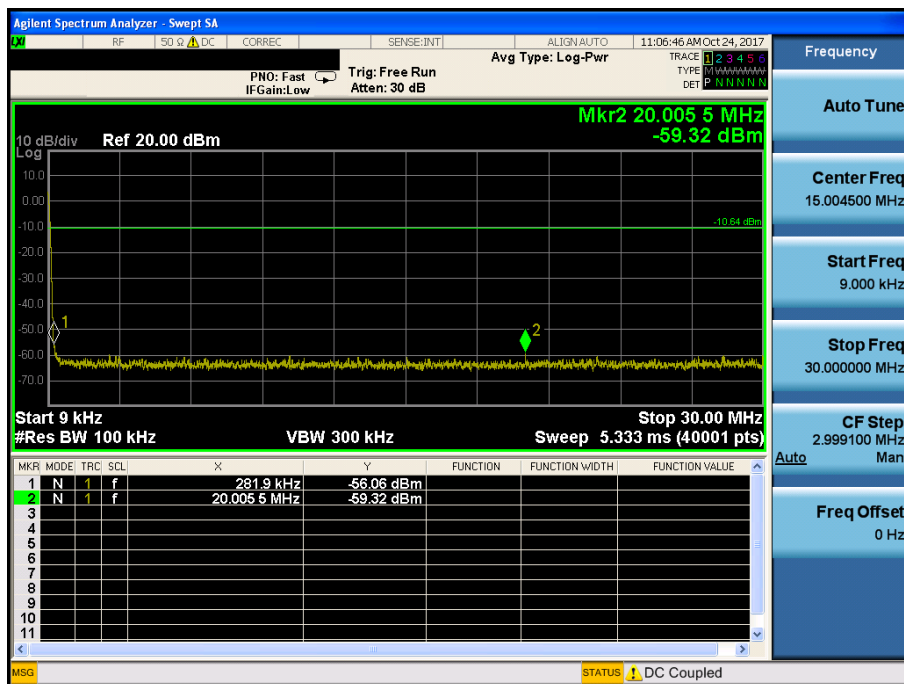 Agilent Spectrum Analyzer - Swept SA
LXI RF 50 Ω DC CORREC SENSE:INT ALIGN AUTO 11:06:46 AM Oct 24, 2017
Avg Type: Log-Pwr TRACE 1 2 3 4 5 6
PNO: Fast Trig: Free Run TYPE M WWWWW
IFGain:Low Atten: 30 dB DET P N N N N N
Mkr2 20.005 5 MHz
10 dB/div Ref 20.00 dBm -59.32 dBm
Log
10.0
0.00
-10.0
-10.64 dBm
-20.0
-30.0
-40.0
-50.0
1
2
-60.0
-70.0
Start 9 kHz Stop 30.00 MHz
#Res BW 100 kHz VBW 300 kHz Sweep 5.333 ms (40001 pts)
MKR MODE TRC SCL X Y FUNCTION FUNCTION WIDTH FUNCTION VALUE
1 N 1 f 281.9 kHz -56.06 dBm
2 N 1 f 20.005 5 MHz -59.32 dBm
3
4
5
6
7
8
9
10
11
MSG STATUS DC Coupled
Frequency
Auto Tune
Center Freq
15.004500 MHz
Start Freq
9.000 kHz
Stop Freq
30.000000 MHz
CF Step
2.999100 MHz
Auto Man
Freq Offset
0 Hz